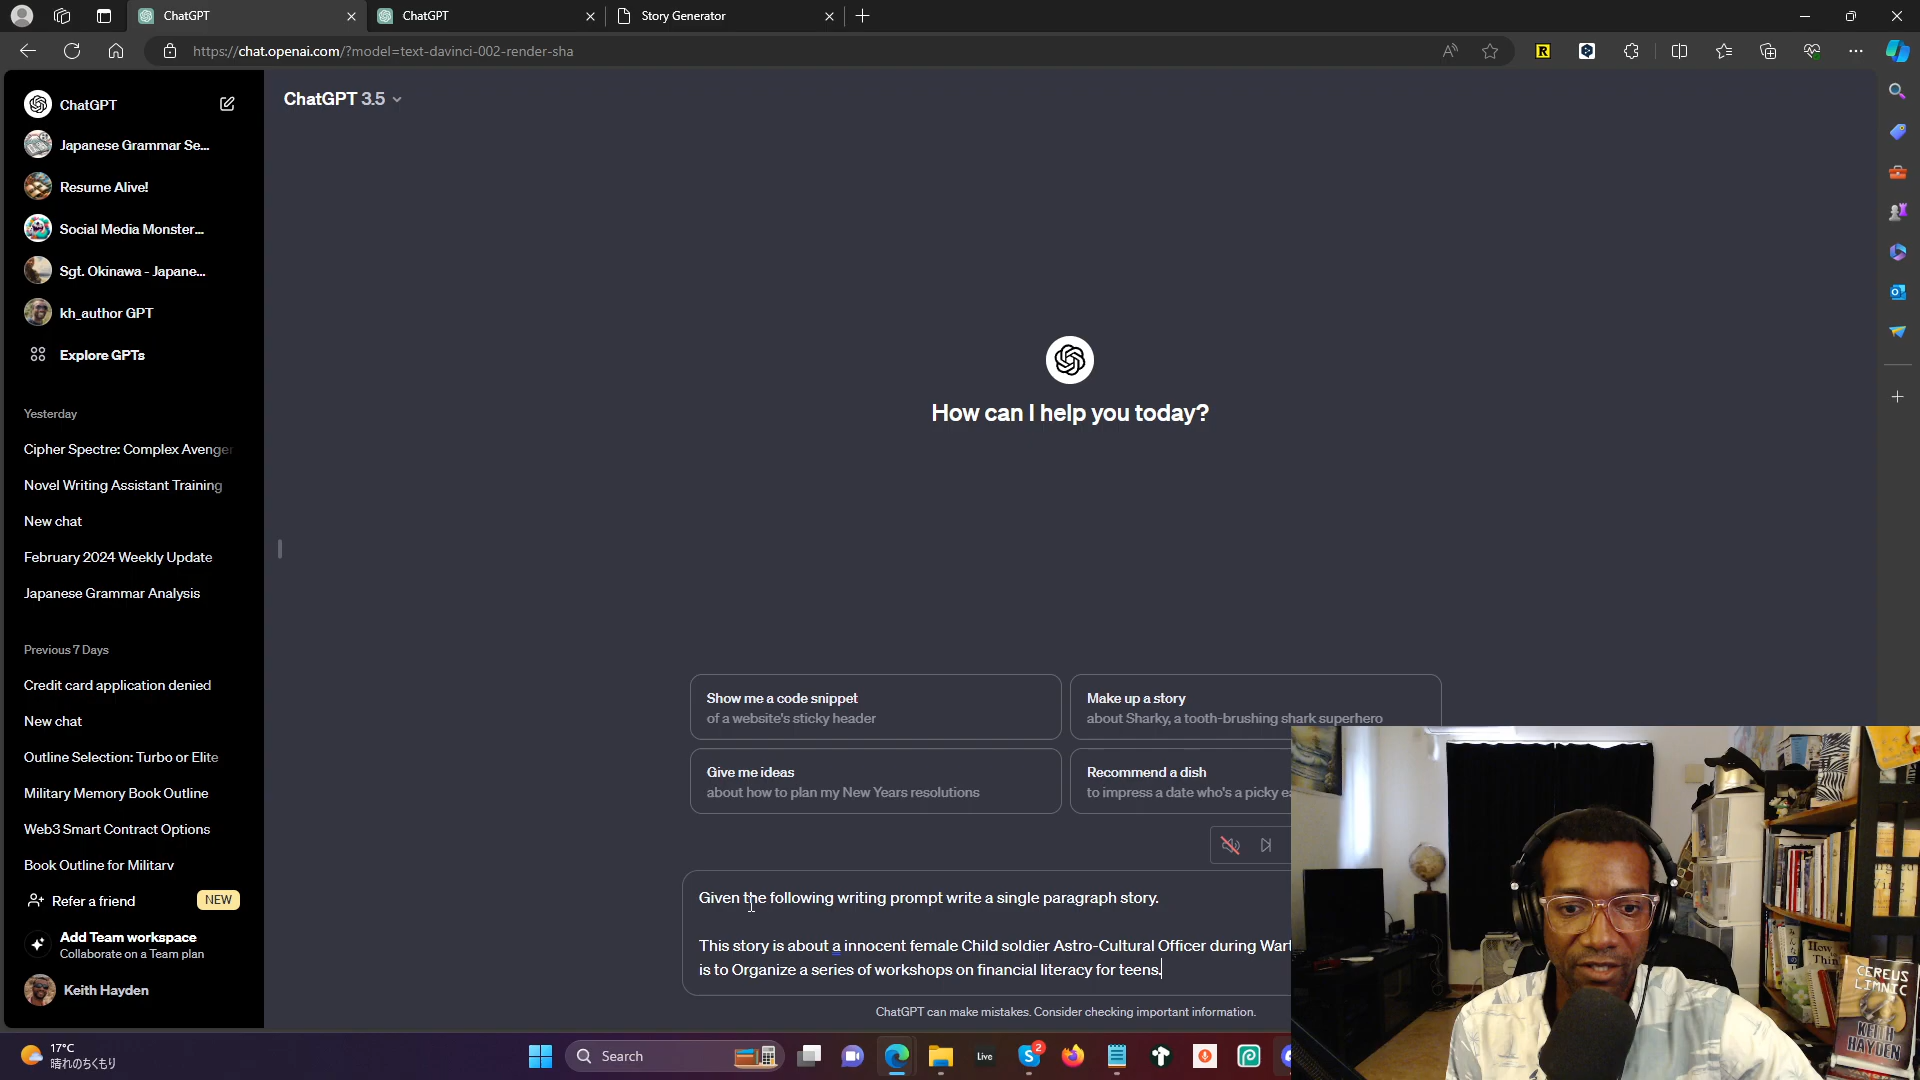 ChatGPT
ChatGPT
Story Generator
https://chat.openai.com/?model=text-davinci-002-render-sha
ChatGPT
Japanese Grammar Se...
Resume Alive!
Social Media Monster...
Sgt. Okinawa - Japane...
kh_author GPT
Explore GPTs
Yesterday
Cipher Spectre: Complex Avenger
Novel Writing Assistant Training
New chat
February 2024 Weekly Update
Japanese Grammar Analysis
Previous 7 Days
Credit card application denied
New chat
Outline Selection: Turbo or Elite
Military Memory Book Outline
Web3 Smart Contract Options
Book Outline for Military
Refer a friend
NEW
Add Team workspace
Collaborate on a Team plan
Keith Hayden
ChatGPT 3.5
How can I help you today?
Show me a code snippet
of a website's sticky header
Make up a story
about Sharky, a tooth-brushing shark superhero
Give me ideas
about how to plan my New Years resolutions
Recommend a dish
to impress a date who's a picky ea
Given the following writing prompt write a single paragraph story.
This story is about a innocent female Child soldier Astro-Cultural Officer during War
is to Organize a series of workshops on financial literacy for teens.
ChatGPT can make mistakes. Consider checking important information.
17°C
晴れのちくもり
Search
Live
2
CEREUS
LIMNIC
KEITH
HAYDEN